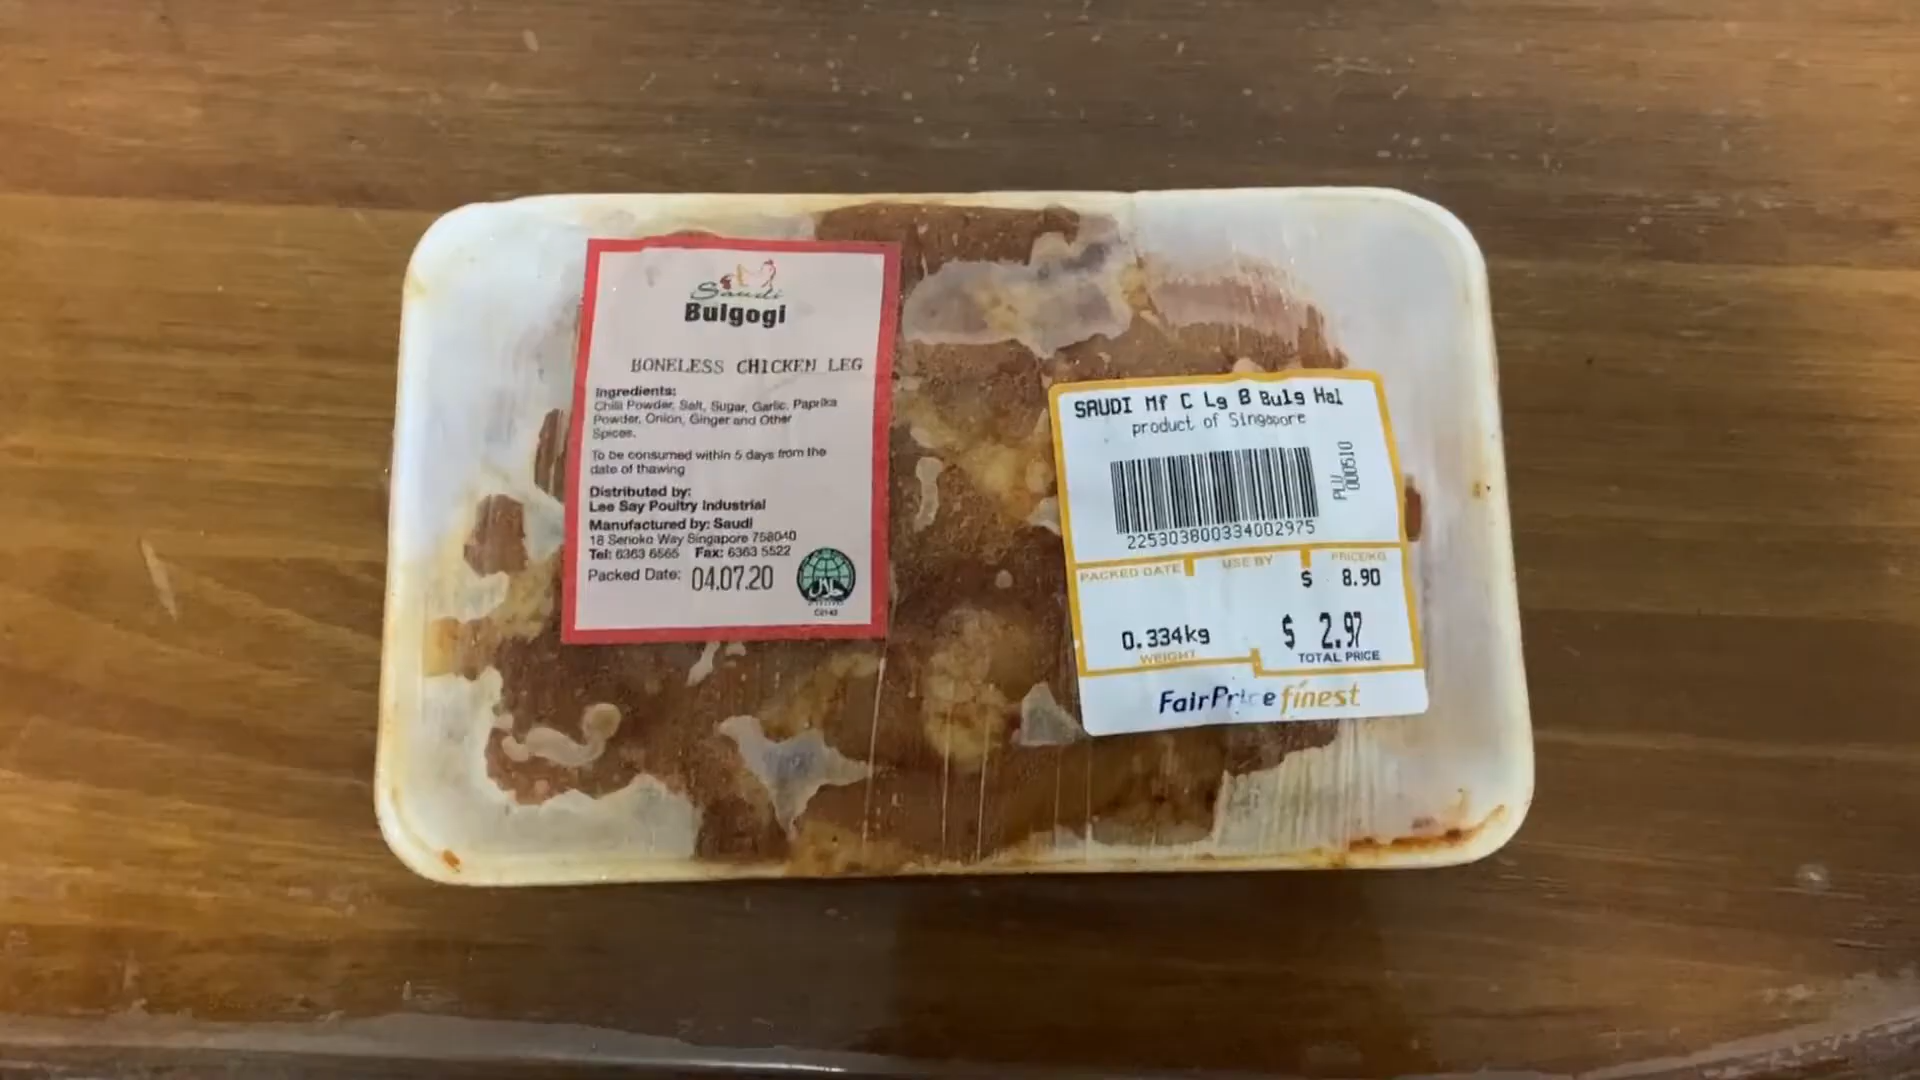 Saudi
Bulgogi
BONELESS CHICKEN LEG
Ingredients:
Chilli Powder, Salt, Sugar, Garlic, Paprika
Powder, Onion, Ginger and Other
Spices.
To be consumed within 5 days from the
date of thawing
Distributed by:
Lee Say Poultry Industrial
Manufactured by: Saudi
18 Senoko Way Singapore 758040
Tel: 6363 6565 Fax: 6363 5522
Packed Date: 04.07.20
SAUDI Mf C Lg B Bulg Hal
product of Singapore
PLU
000510
225303800334002975
PACKED DATE USE BY PRICE/KG
$ 8.90
0.334kg $ 2.97
WEIGHT TOTAL PRICE
FairPrice finest